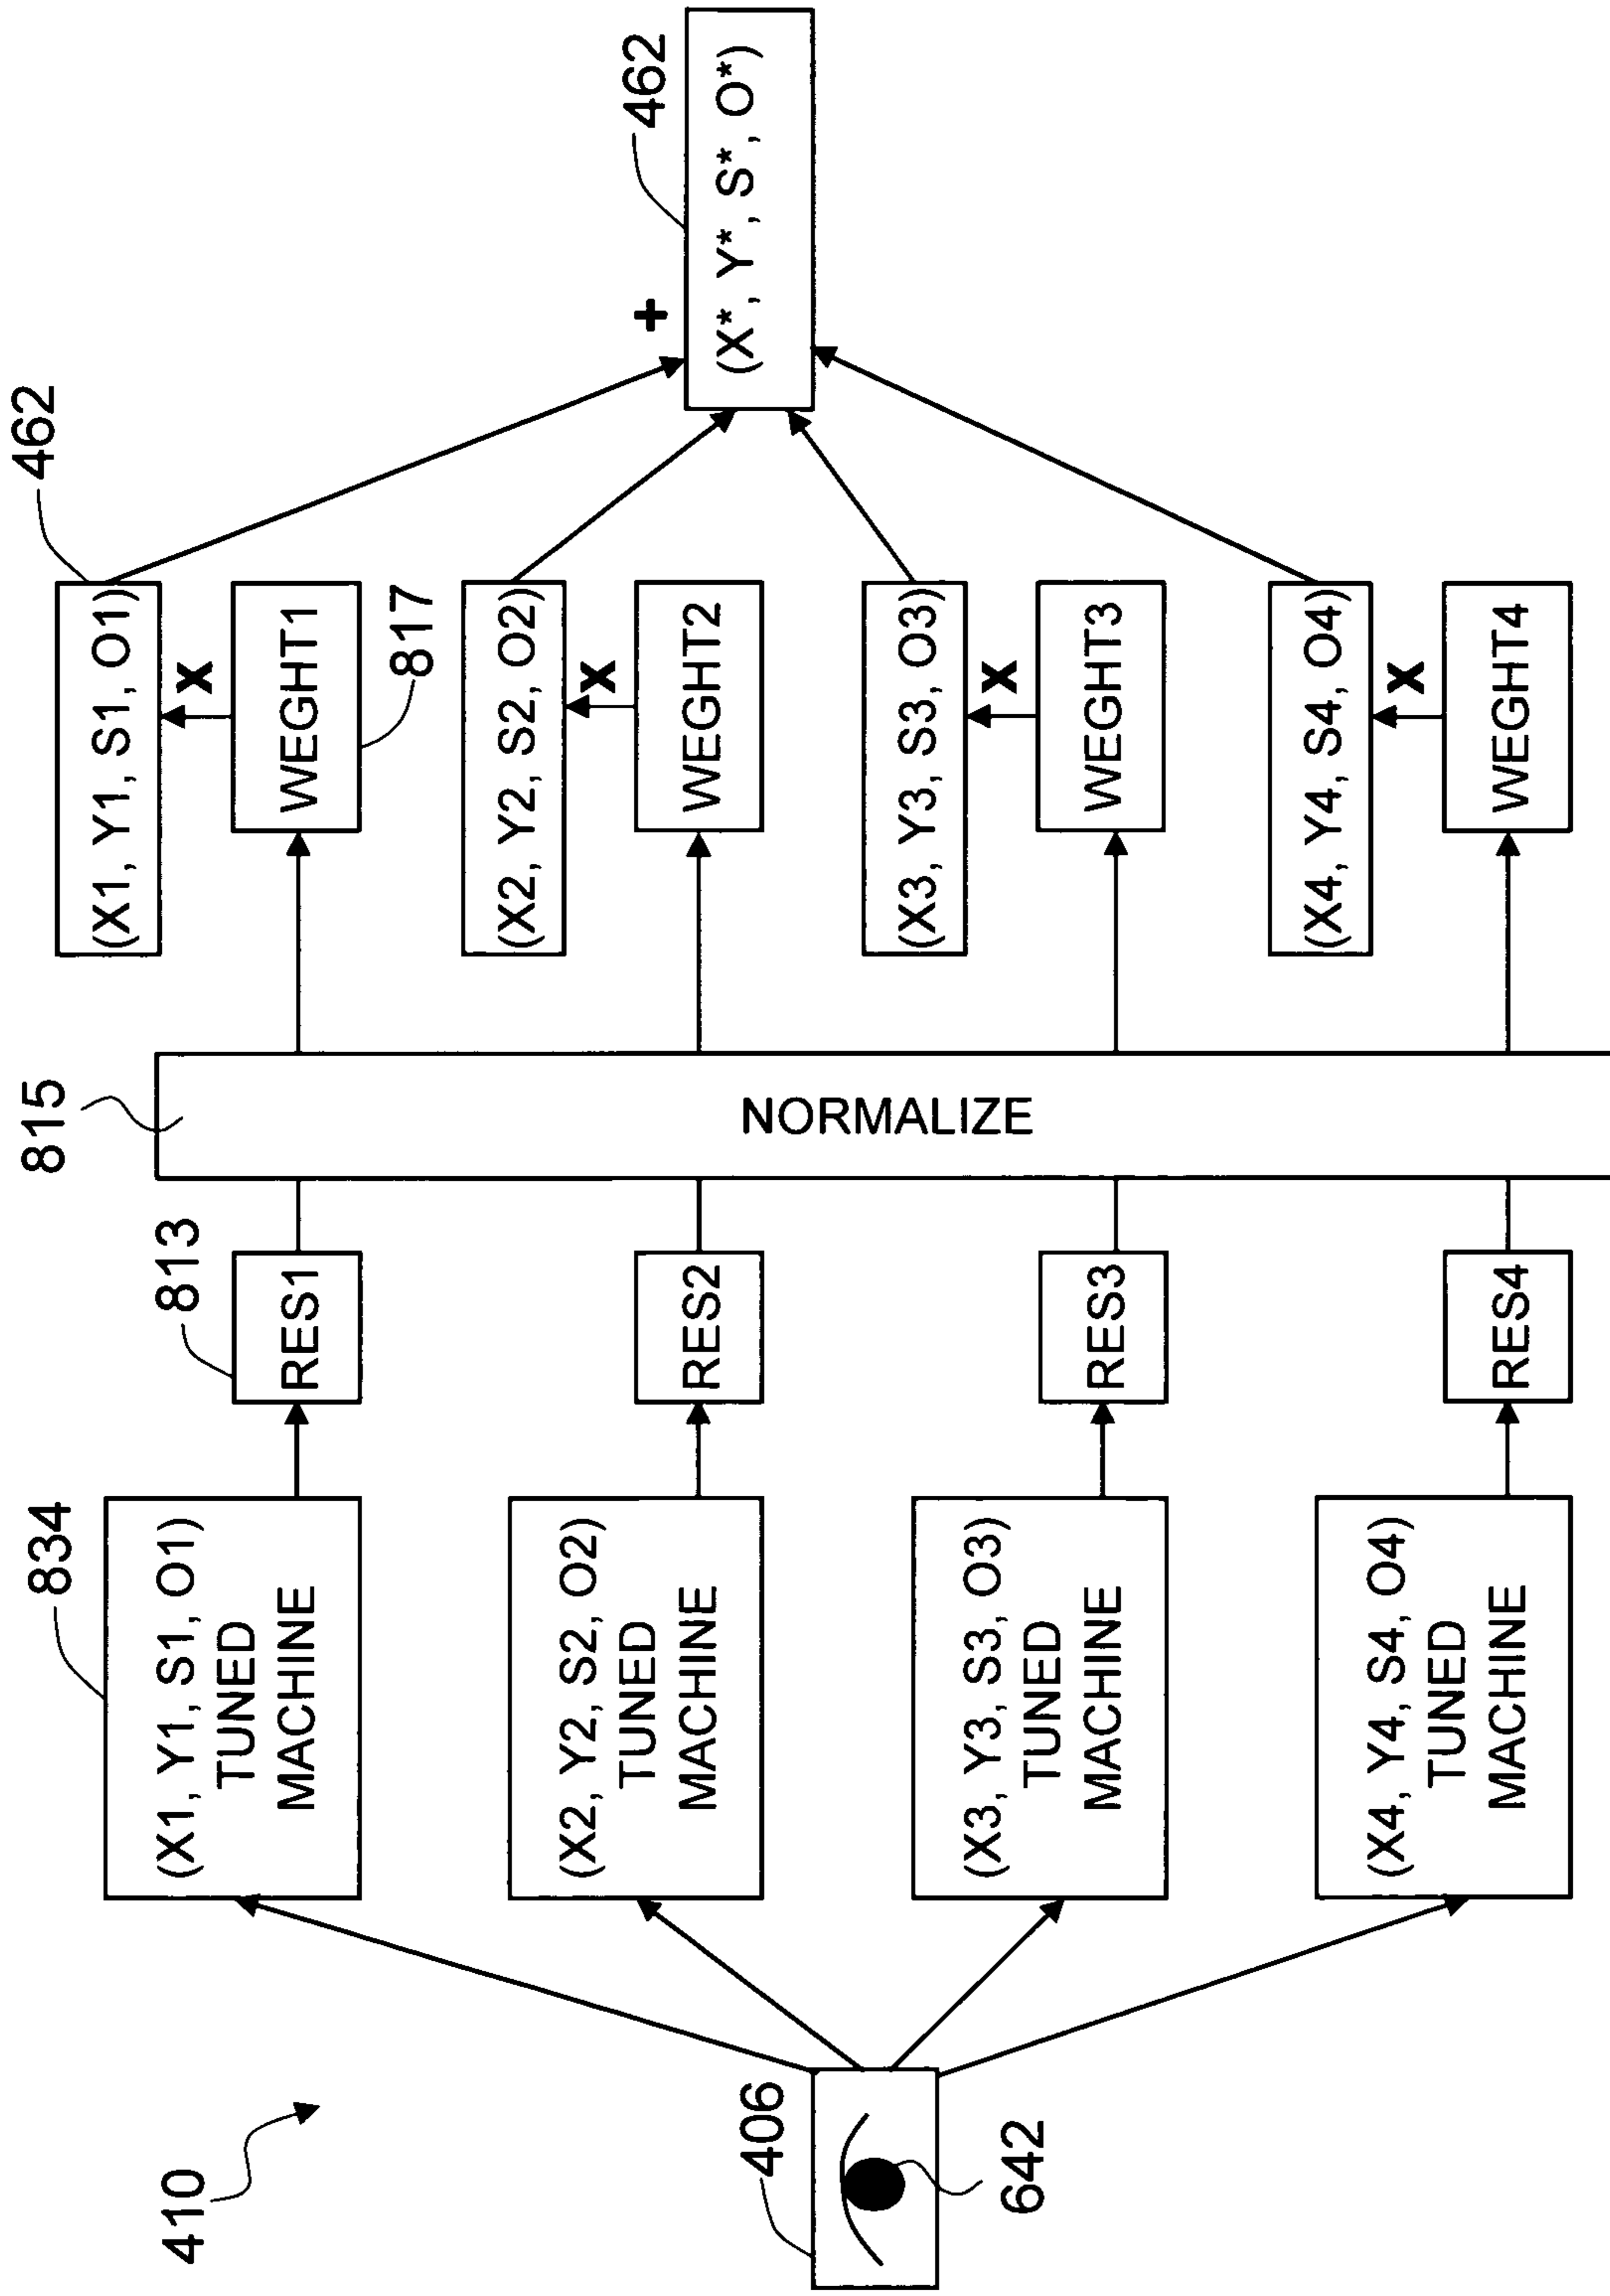 410
406
642
834
(X1, Y1, S1, O1)
TUNED
MACHINE
(X2, Y2, S2, O2)
TUNED
MACHINE
(X3, Y3, S3, O3)
TUNED
MACHINE
(X4, Y4, S4, O4)
TUNED
MACHINE
813
RES1
RES2
RES3
RES4
815
NORMALIZE
462
(X1, Y1, S1, O1)
X
WEGHT1
817
(X2, Y2, S2, O2)
X
WEGHT2
(X3, Y3, S3, O3)
X
WEGHT3
(X4, Y4, S4, O4)
X
WEGHT4
462
+
(X*, Y*, S*, O*)